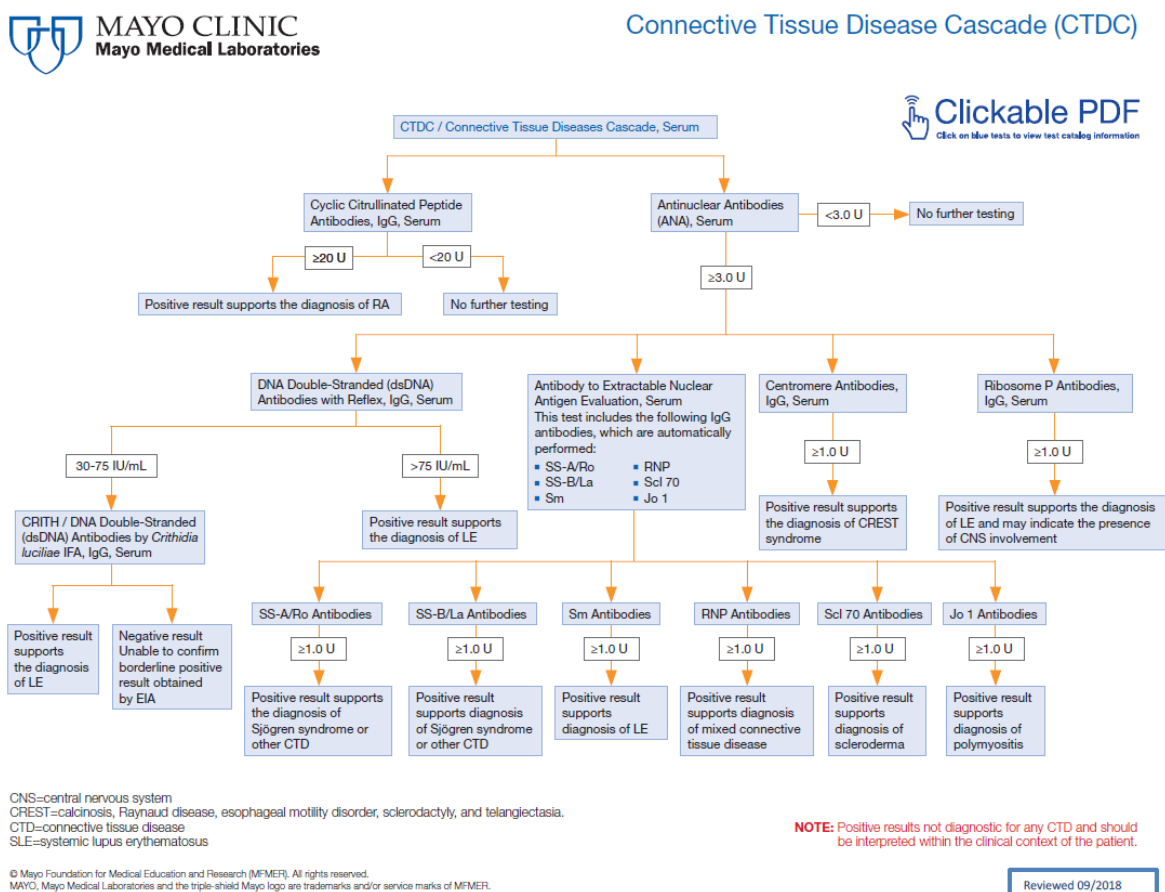 MAYO CLINIC
Mayo Medical Laboratories
Connective Tissue Disease Cascade (CTDC)
Clickable PDF
Click on blue tests to view test catalog information
CTDC / Connective Tissue Diseases Cascade, Serum
Cyclic Citrullinated Peptide
Antibodies, IgG, Serum
Antinuclear Antibodies
(ANA), Serum
<3.0 U
No further testing
≥20 U
<20 U
≥3.0 U
Positive result supports the diagnosis of RA
No further testing
DNA Double-Stranded (dsDNA)
Antibodies with Reflex, IgG, Serum
Antibody to Extractable Nuclear
Antigen Evaluation, Serum
This test includes the following IgG
antibodies, which are automatically
performed:
▪ SS-A/Ro ▪ RNP
▪ SS-B/La ▪ Scl 70
▪ Sm ▪ Jo 1
Centromere Antibodies,
IgG, Serum
Ribosome P Antibodies,
IgG, Serum
30-75 IU/mL
>75 IU/mL
≥1.0 U
≥1.0 U
CRITH / DNA Double-Stranded
(dsDNA) Antibodies by Crithidia
luciliae IFA, IgG, Serum
Positive result supports
the diagnosis of LE
Positive result supports
the diagnosis of CREST
syndrome
Positive result supports the diagnosis
of LE and may indicate the presence
of CNS involvement
Positive result
supports
the diagnosis
of LE
Negative result
Unable to confirm
borderline positive
result obtained
by EIA
SS-A/Ro Antibodies
SS-B/La Antibodies
Sm Antibodies
RNP Antibodies
Scl 70 Antibodies
Jo 1 Antibodies
≥1.0 U
≥1.0 U
≥1.0 U
≥1.0 U
≥1.0 U
≥1.0 U
Positive result supports
the diagnosis of
Sjögren syndrome or
other CTD
Positive result
supports diagnosis
of Sjögren syndrome
or other CTD
Positive result
supports
diagnosis of LE
Positive result
supports diagnosis
of mixed connective
tissue disease
Positive result
supports
diagnosis of
scleroderma
Positive result
supports
diagnosis of
polymyositis
CNS=central nervous system
CREST=calcinosis, Raynaud disease, esophageal motility disorder, sclerodactyly, and telangiectasia.
CTD=connective tissue disease
SLE=systemic lupus erythematosus
NOTE: Positive results not diagnostic for any CTD and should
be interpreted within the clinical context of the patient.
© Mayo Foundation for Medical Education and Research (MFMER). All rights reserved.
MAYO, Mayo Medical Laboratories and the triple-shield Mayo logo are trademarks and/or service marks of MFMER.
Reviewed 09/2018